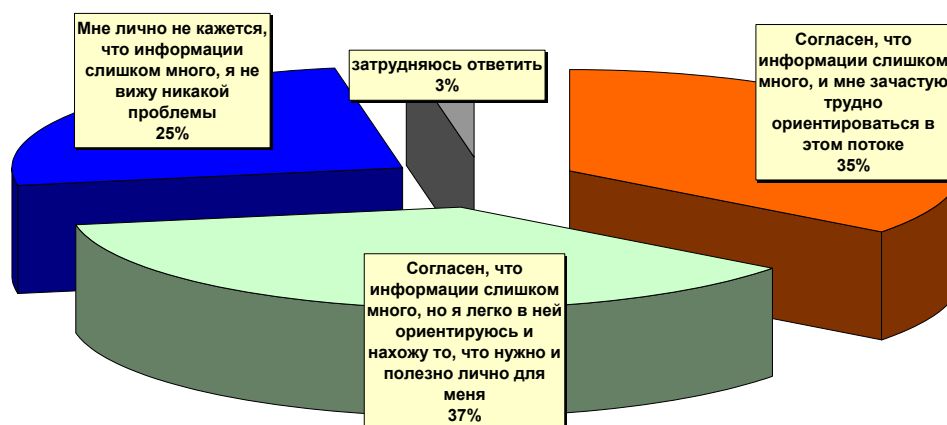 Мне лично не кажется,
что информации
слишком много, я не
вижу никакой
проблемы
25%
затрудняюсь ответить
3%
Согласен, что
информации слишком
много, и мне зачастую
трудно
ориентироваться в
этом потоке
35%
Согласен, что
информации слишком
много, но я легко в ней
ориентируюсь и
нахожу то, что нужно и
полезно лично для
меня
37%